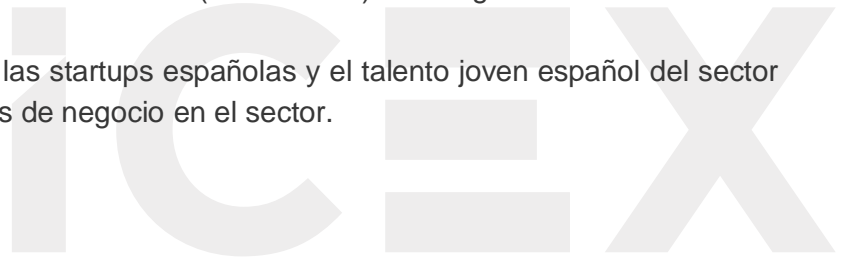 las startups españolas y el talento joven español del sector
s de negocio en el sector.
iCEX